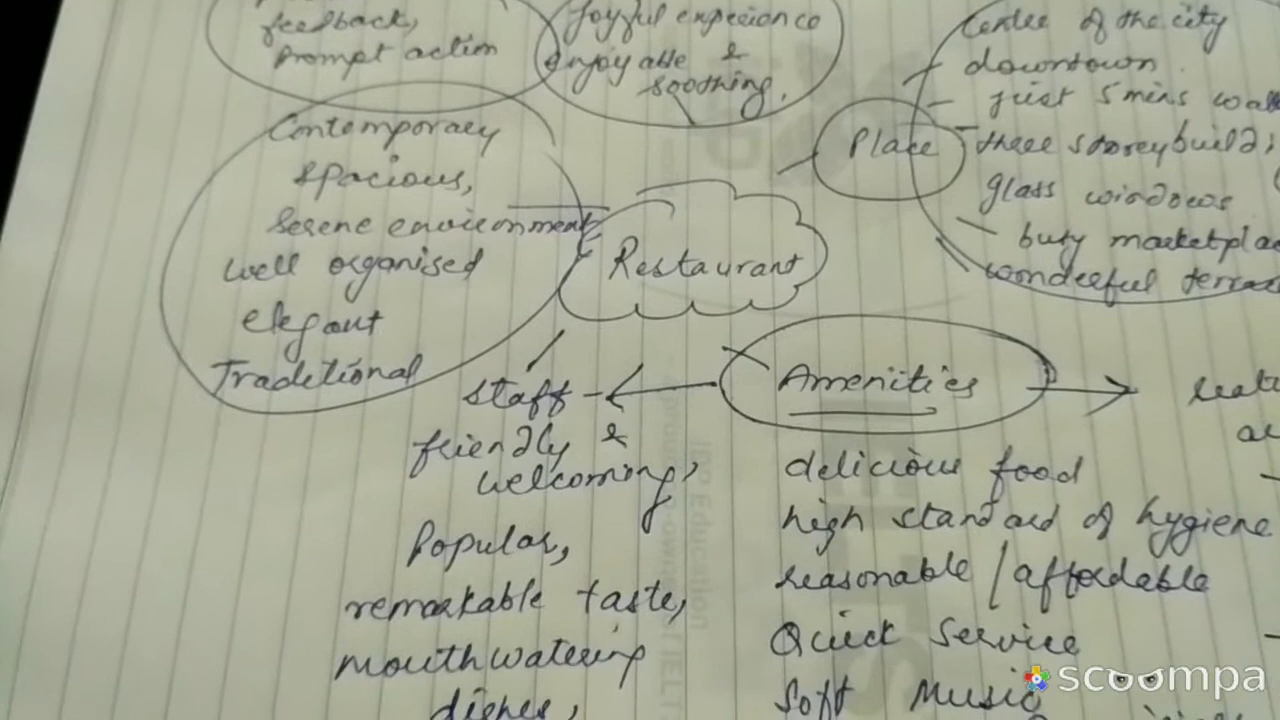 feedback,
Prompt action
Joyful experience
enjoyable &
soothing.
Centre of the city
downtown.
just 5 mins walk
three storey build
glass windows
busy marketpla
wonderful terra
Place
Contemporary
Spacious,
Serene environment
well organised
elegant
Traditional
Restaurant
Staff
friendly &
welcoming,
Popular,
remarkable taste,
mouthwatering
dishes,
Amenities
delicious food
high standard of hygiene
reasonable/affordable
Quick Service
Soft Music
IDP Education
IELTS
scoompa